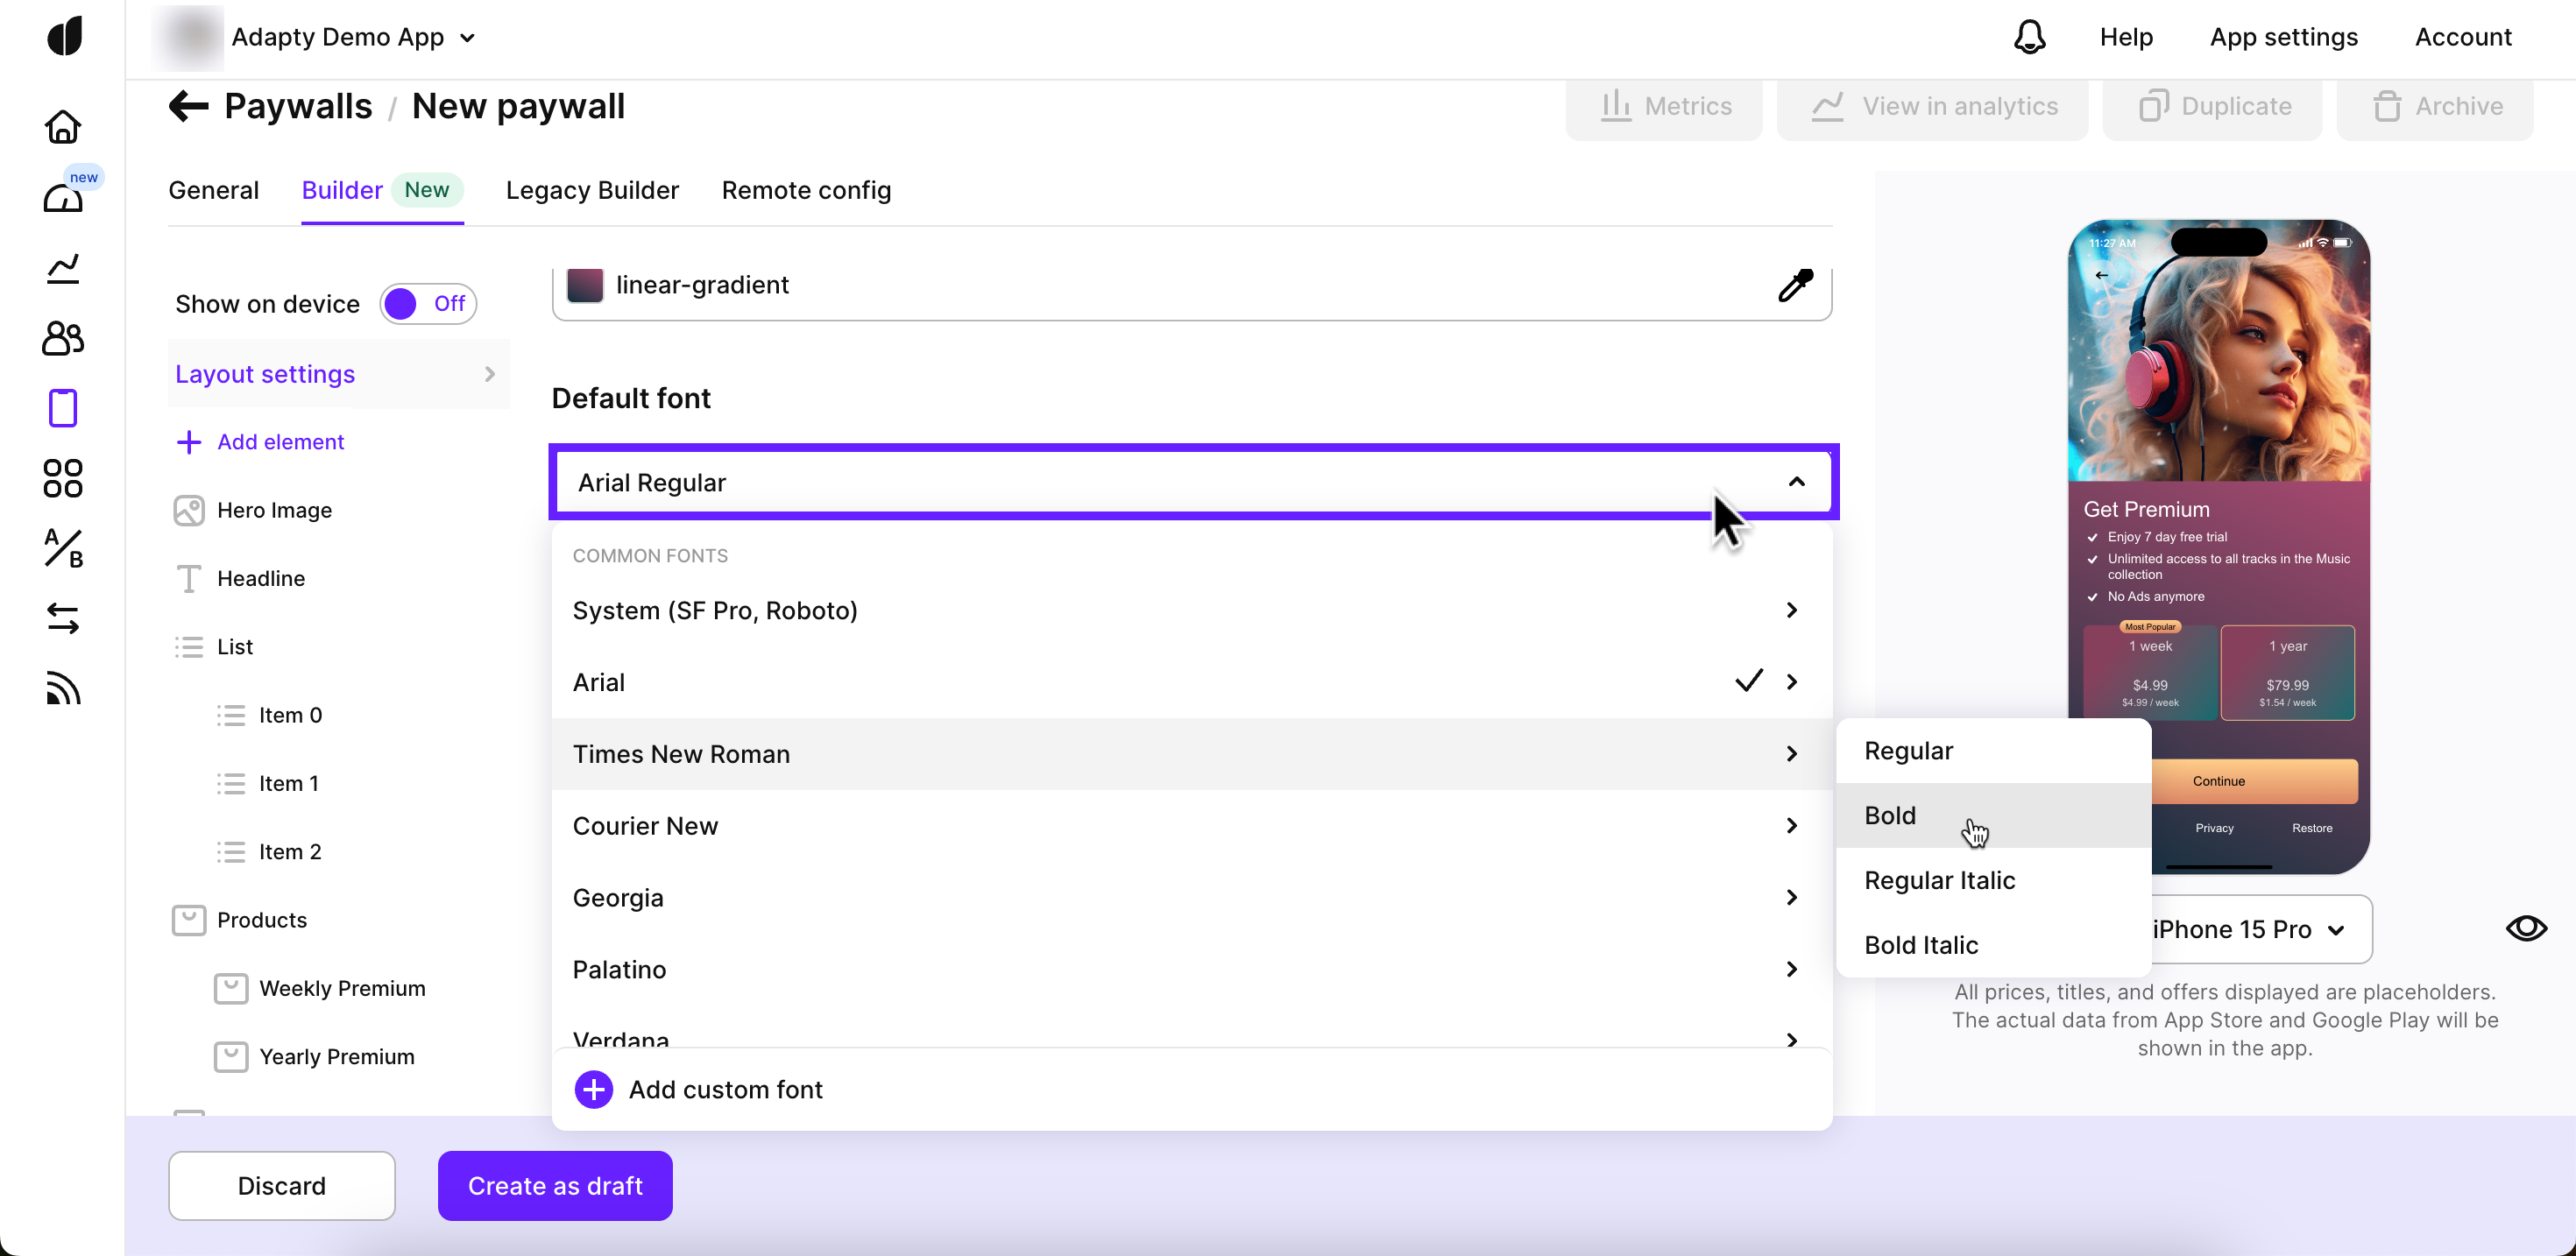 Adapty Demo App
Help
App settings
Account
Paywalls / New paywall
Metrics
View in analytics
Duplicate
Archive
new
General
Builder New
Legacy Builder
Remote config
Show on device Off
Layout settings
Add element
Hero Image
Headline
List
Item 0
Item 1
Item 2
Products
Weekly Premium
Yearly Premium
linear-gradient
Default font
Arial Regular
COMMON FONTS
System (SF Pro, Roboto)
Arial
Times New Roman
Courier New
Georgia
Palatino
Verdana
Add custom font
Regular
Bold
Regular Italic
Bold Italic
11:27 AM
Get Premium
Enjoy 7 day free trial
Unlimited access to all tracks in the Music
collection
No Ads anymore
Most Popular
1 week
$4.99
$4.99 / week
1 year
$79.99
$1.54 / week
Continue
Privacy
Restore
iPhone 15 Pro
All prices, titles, and offers displayed are placeholders.
The actual data from App Store and Google Play will be
shown in the app.
A/B
Discard
Create as draft